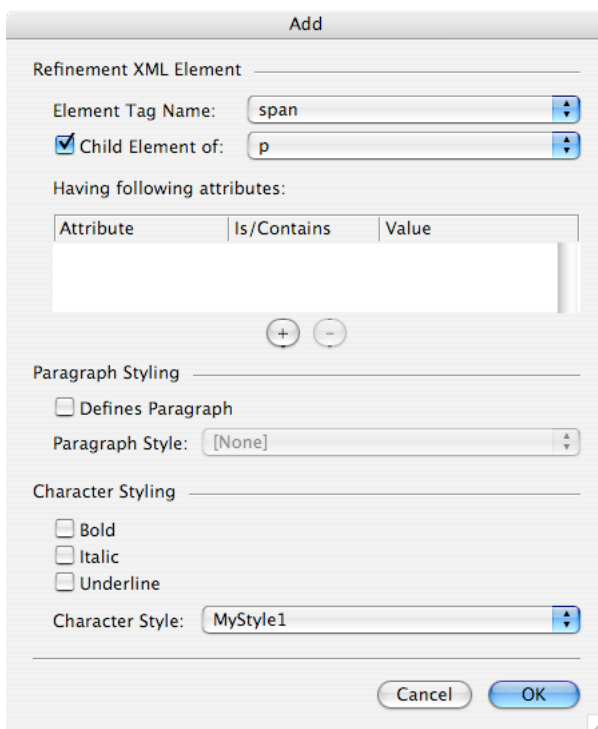 Add
Refinement XML Element
Element Tag Name: span
Child Element of: p
Having following attributes:
Attribute Is/Contains Value
+ -
Paragraph Styling
Defines Paragraph
Paragraph Style: [None]
Character Styling
Bold
Italic
Underline
Character Style: MyStyle1
Cancel OK